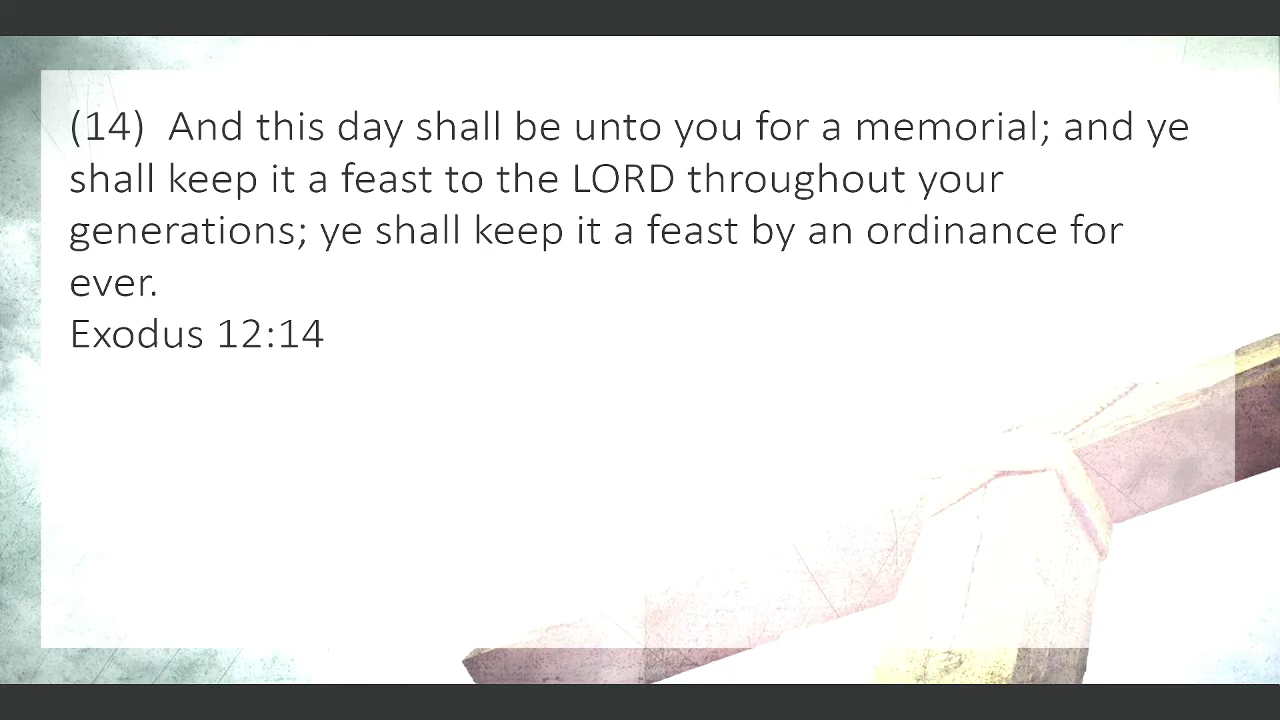 (14)  And this day shall be unto you for a memorial; and ye
shall keep it a feast to the LORD throughout your
generations; ye shall keep it a feast by an ordinance for
ever.
Exodus 12:14